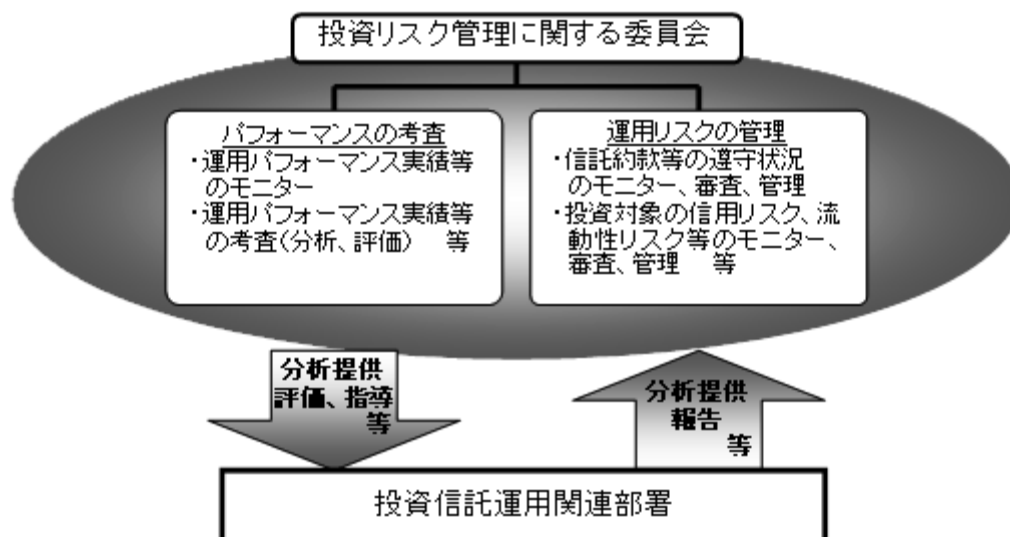 投資リスク管理に関する委員会
パフォーマンスの考査
・運用パフォーマンス実績等
のモニター
・運用パフォーマンス実績等
の考査(分析、評価) 等
運用リスクの管理
・信託約款等の遵守状況
のモニター、審査、管理
・投資対象の信用リスク、流
動性リスク等のモニター、
審査、管理 等
分析提供
評価、指導
等
分析提供
報告
等
投資信託運用関連部署